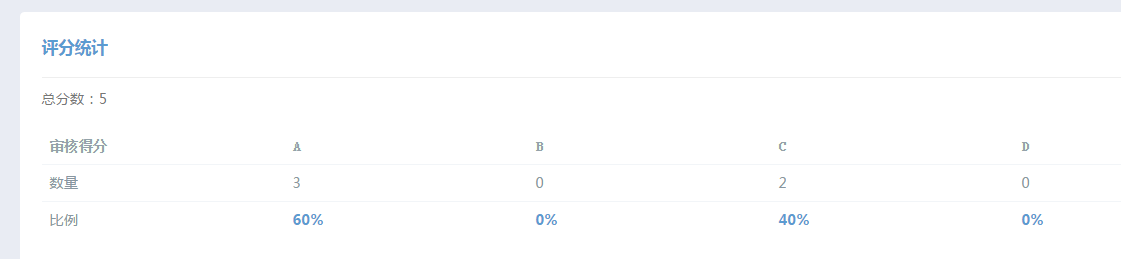 评分统计
总分数：5
审核得分 A B C D
数量 3 0 2 0
比例 60% 0% 40% 0%